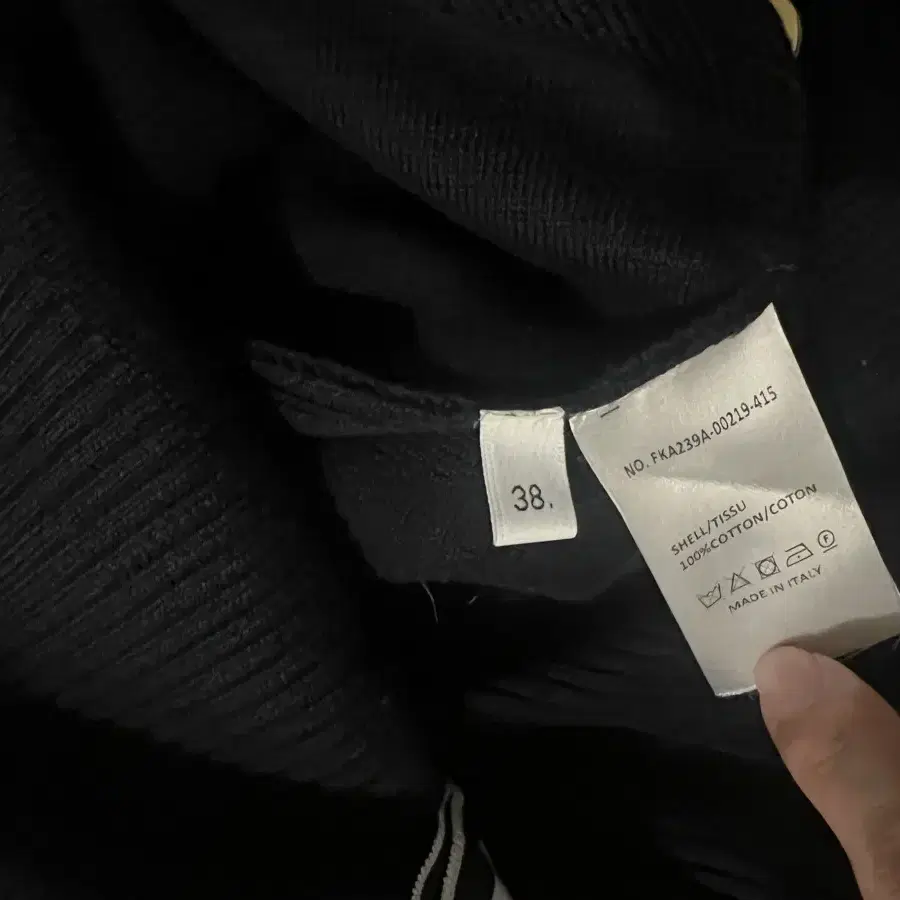 38.
NO. FKA239A-00219-415
SHELL/TISSU
100%COTTON/COTON
F
MADE IN ITALY